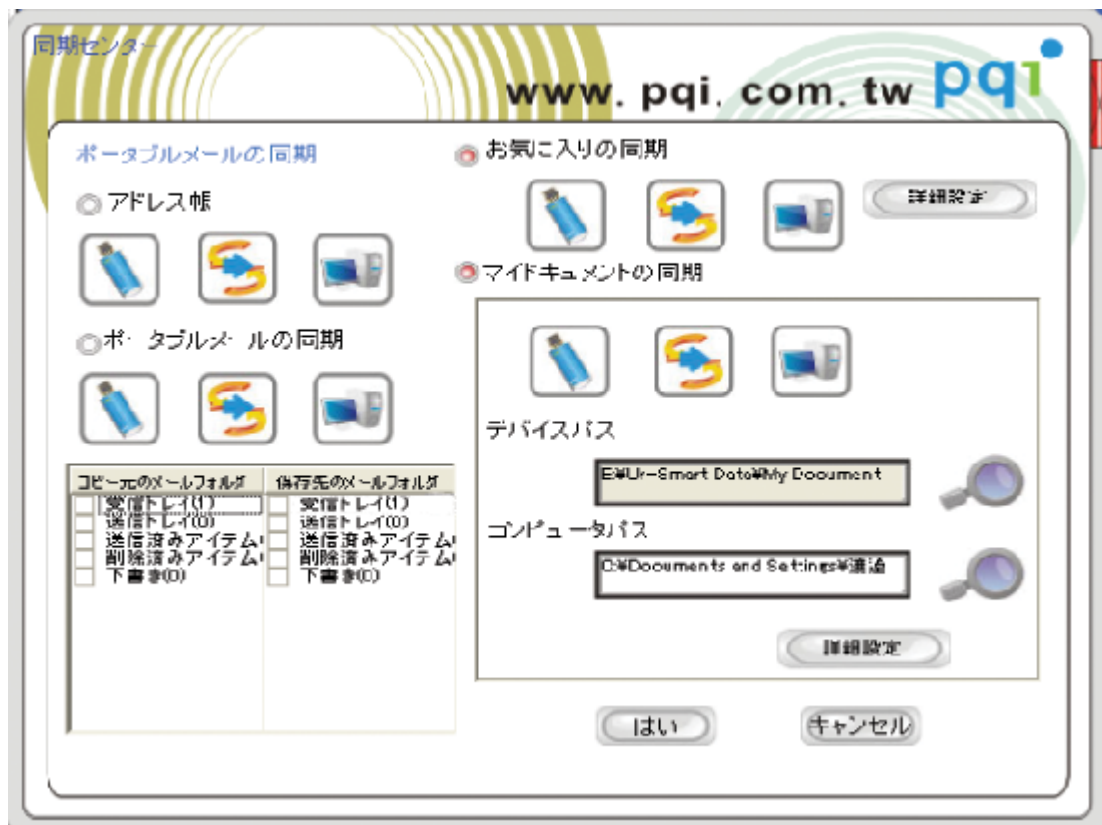 同期センター
www. pqi. com. tw
pqi
ポータブルメールの同期
アドレス帳
ポータブルメールの同期
コピー元のメールフォルダ
保存先のメールフォルダ
受信トレイ(1)
受信トレイ(1)
送信トレイ(0)
送信トレイ(0)
送信済みアイテム(
送信済みアイテム(
削除済みアイテム(
削除済みアイテム(
下書き(0)
下書き(0)
お気に入りの同期
詳細設定
マイドキュメントの同期
デバイスパス
E:¥Ur-Smart Data¥My Document
コンピュータパス
C:¥Documents and Settings¥
詳細設定
はい
キャンセル